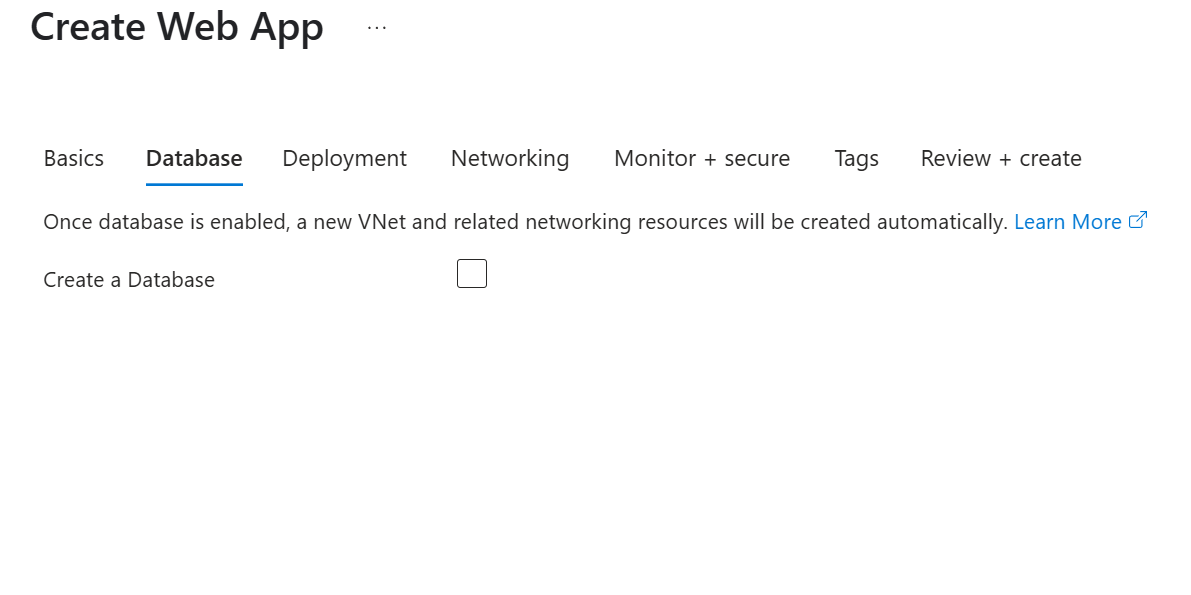 Create Web App ...
Basics Database Deployment Networking Monitor + secure Tags Review + create
Once database is enabled, a new VNet and related networking resources will be created automatically. Learn More
Create a Database